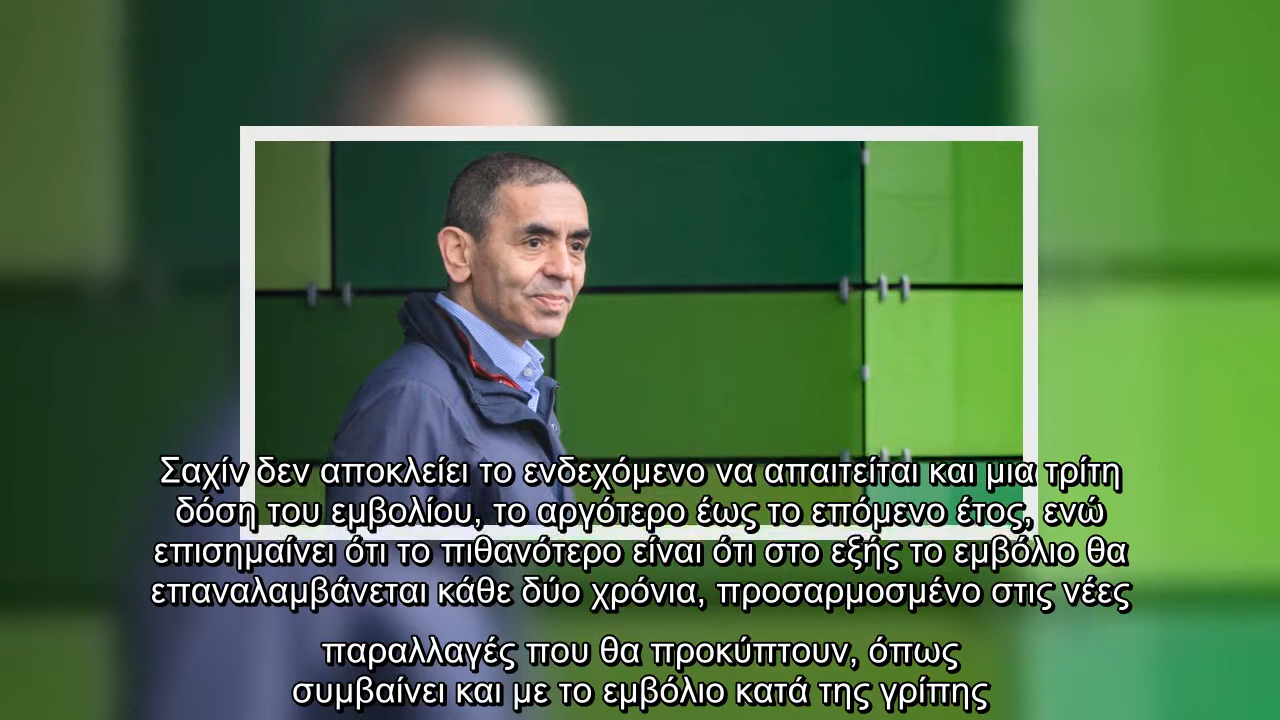 Σαχίν δεν αποκλείει το ενδεχόμενο να απαιτείται και μια τρίτη
δόση του εμβολίου, το αργότερο έως το επόμενο έτος, ενώ
επισημαίνει ότι το πιθανότερο είναι ότι στο εξής το εμβόλιο θα
επαναλαμβάνεται κάθε δύο χρόνια, προσαρμοσμένο στις νέες
παραλλαγές που θα προκύπτουν, όπως
συμβαίνει και με το εμβόλιο κατά της γρίπης